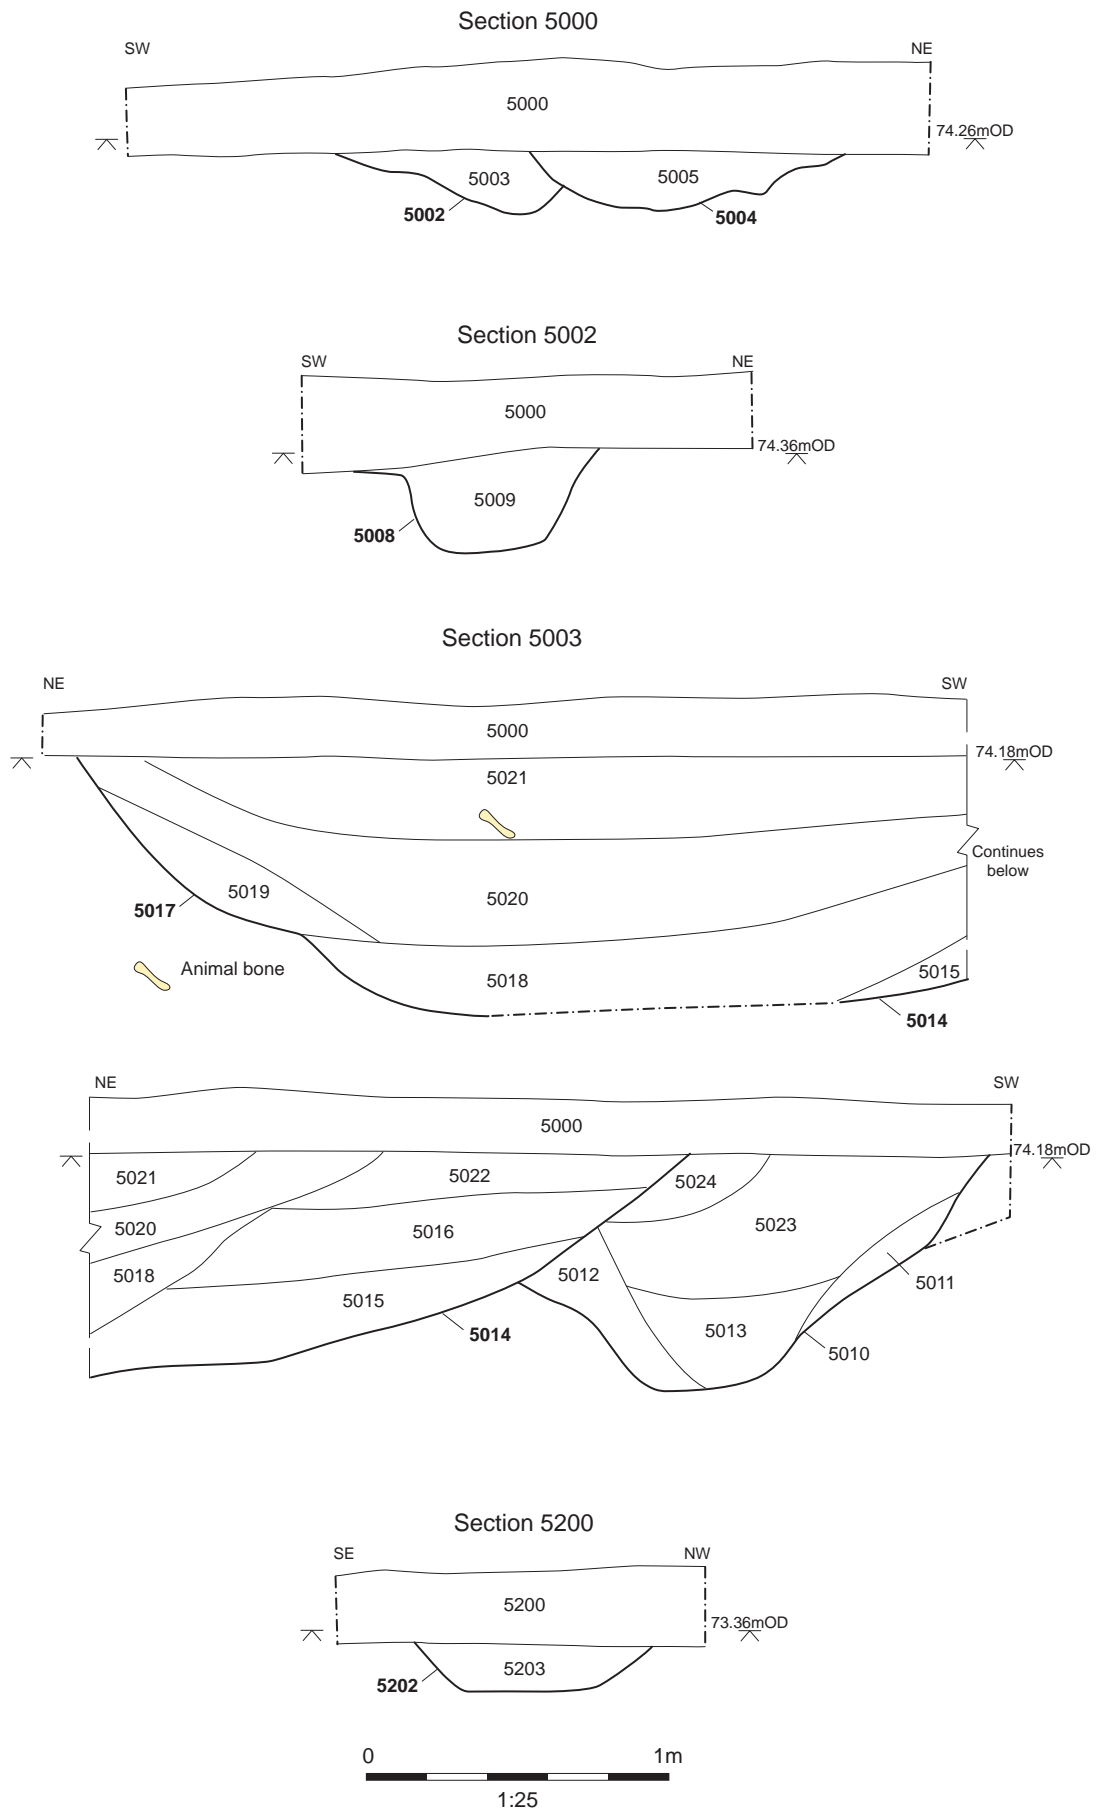 Section 5000
SW NE
5000
74.26mOD
5003 5005
5002 5004
Section 5002
SW NE
5000
74.36mOD
5009
5008
Section 5003
NE SW
5000
74.18mOD
5021
Continues
below
5019 5020
5017
Animal bone
5018 5015
5014
NE SW
5000
74.18mOD
5021 5022 5024
5020 5016 5023
5018 5012 5011
5015 5013
5014 5010
Section 5200
SE NW
5200
73.36mOD
5203
5202
0 1m
1:25